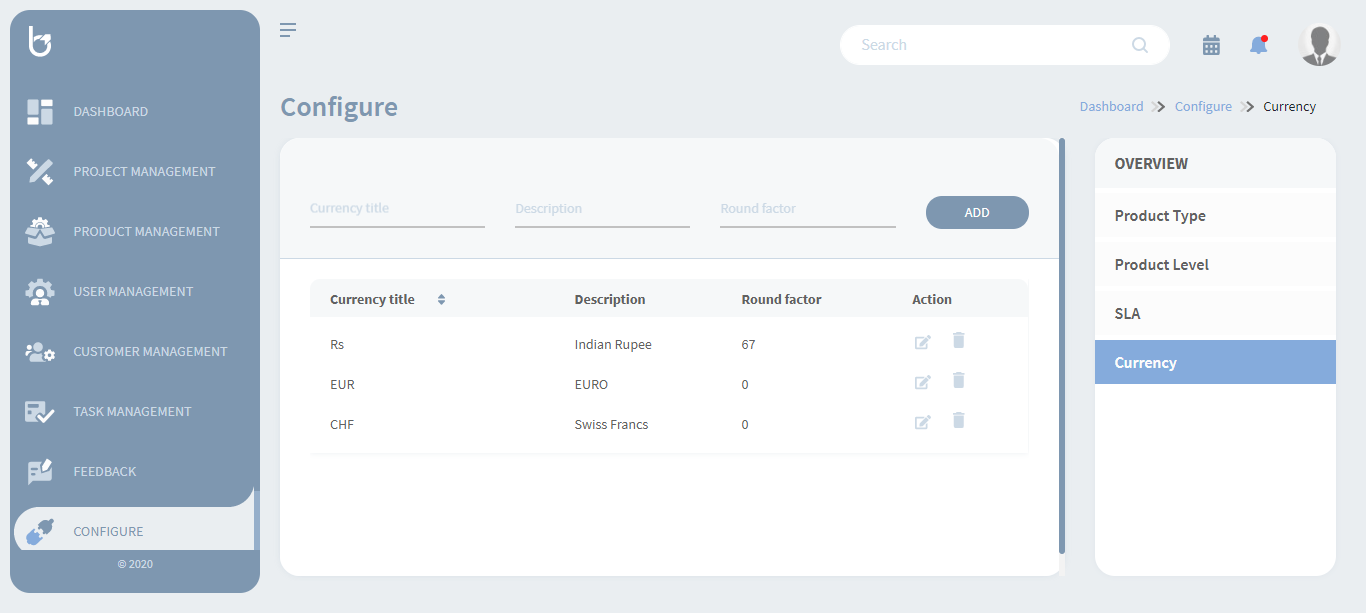 DASHBOARD
PROJECT MANAGEMENT
PRODUCT MANAGEMENT
USER MANAGEMENT
CUSTOMER MANAGEMENT
TASK MANAGEMENT
FEEDBACK
CONFIGURE
© 2020
Search
Configure
Dashboard Configure Currency
Currency title Description Round factor ADD
Currency title Description Round factor Action
Rs Indian Rupee 67
EUR EURO 0
CHF Swiss Francs 0
OVERVIEW
Product Type
Product Level
SLA
Currency